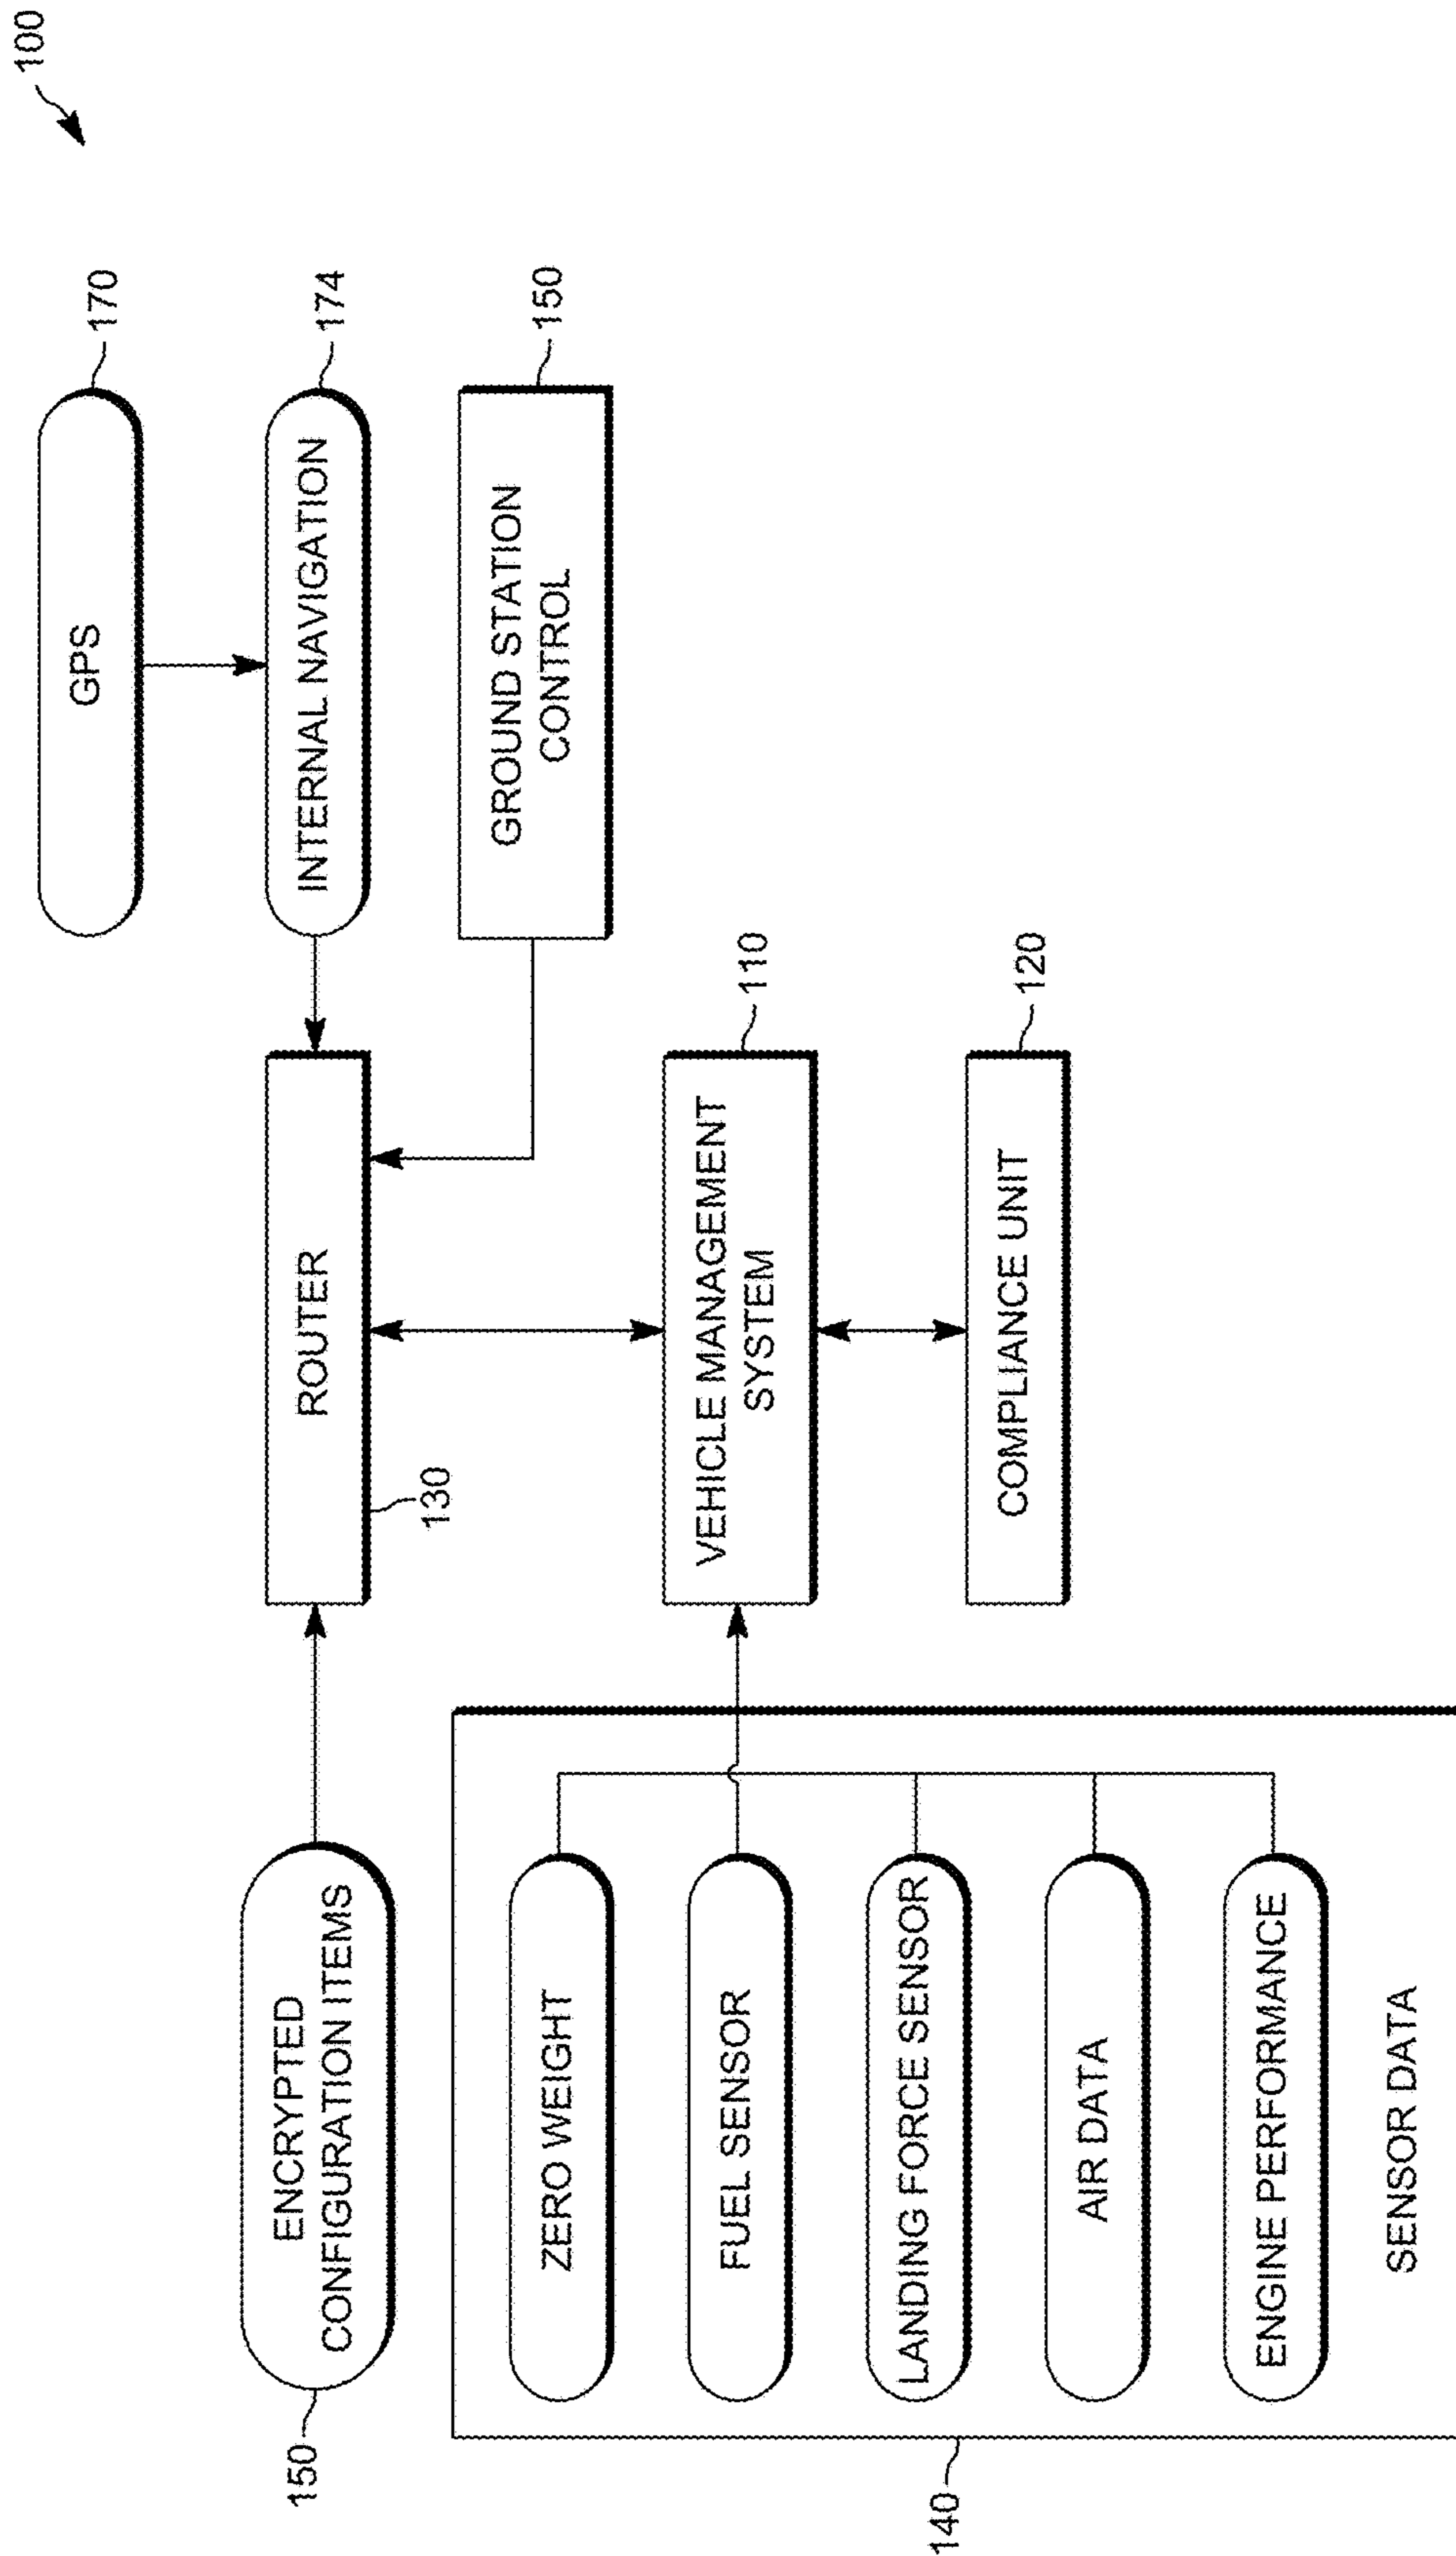 100
GPS
170
INTERNAL NAVIGATION
174
GROUND STATION
CONTROL
150
ENCRYPTED
CONFIGURATION ITEMS
150
ROUTER
130
VEHICLE MANAGEMENT
SYSTEM
110
COMPLIANCE UNIT
120
ZERO WEIGHT
FUEL SENSOR
LANDING FORCE SENSOR
AIR DATA
ENGINE PERFORMANCE
SENSOR DATA
140